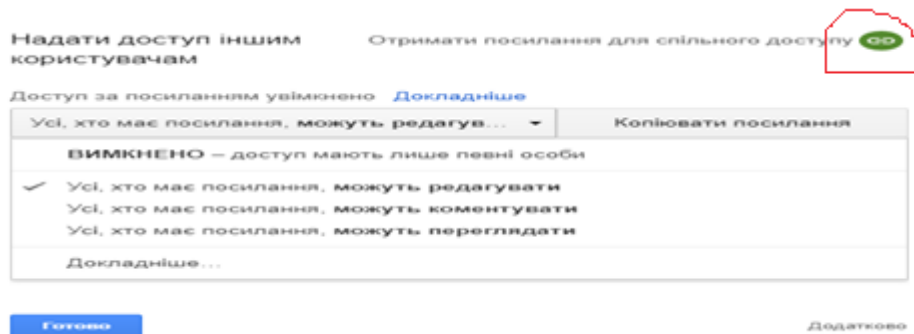 Надати доступ іншим
користувачам
Отримати посилання для спільного доступу
Доступ за посиланням увімкнено Докладніше
Усі, хто має посилання, можуть редагув... Копіювати посилання
ВИМКНЕНО – доступ мають лише певні особи
Усі, хто має посилання, можуть редагувати
Усі, хто має посилання, можуть коментувати
Усі, хто має посилання, можуть переглядати
Докладніше...
Готово Додатково